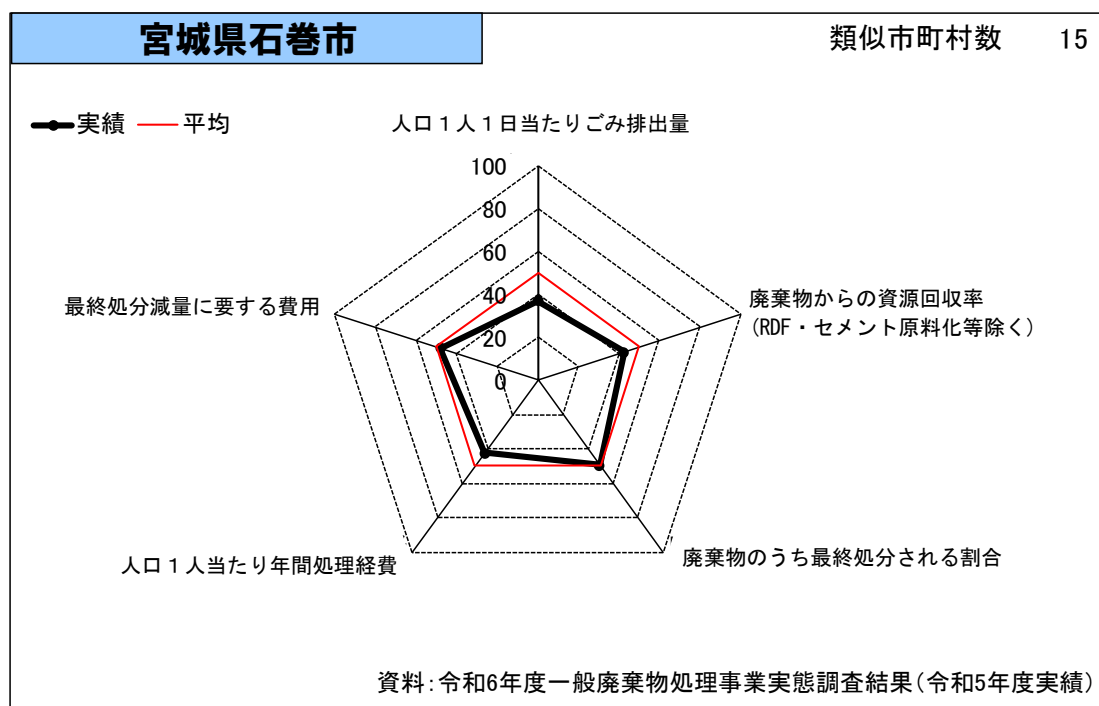 宮城県石巻市
類似市町村数 15
実績
平均
人口1人1日当たりごみ排出量
100
80
60
40
20
0
廃棄物からの資源回収率
(RDF・セメント原料化等除く)
最終処分減量に要する費用
人口1人当たり年間処理経費
廃棄物のうち最終処分される割合
資料:令和6年度一般廃棄物処理事業実態調査結果(令和5年度実績)